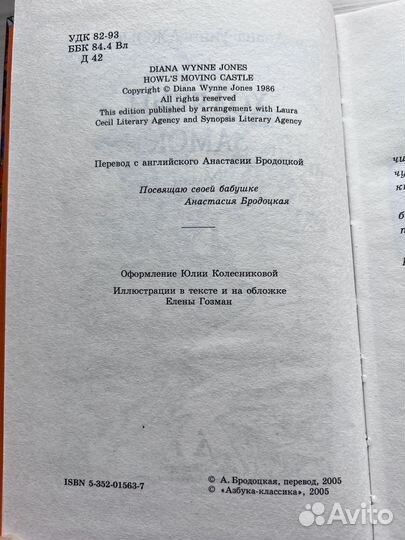 УДК 82-93
ББК 84.4 Вл
Д 42
DIANA WYNNE JONES
HOWL'S MOVING CASTLE
Copyright © Diana Wynne Jones 1986
All rights reserved
This edition published by arrangement with Laura
Cecil Literary Agency and Synopsis Literary Agency
Перевод с английского Анастасии Бродоцкой
Посвящаю своей бабушке
Анастасия Бродоцкая
Оформление Юлии Колесниковой
Иллюстрации в тексте и на обложке
Елены Гозман
ISBN 5-352-01563-7
© А. Бродоцкая, перевод, 2005
© «Азбука-классика», 2005
Avito